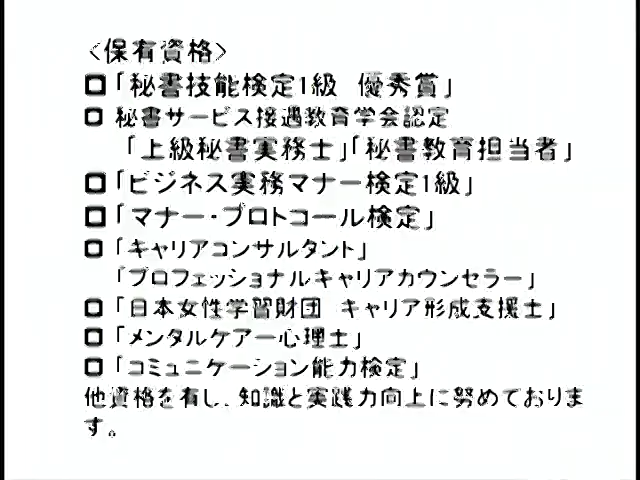 <保有資格>
□「秘書技能検定1級　優秀賞」
□ 秘書サービス接遇教育学会認定
「上級秘書実務士」「秘書教育担当者」
□「ビジネス実務マナー検定1級」
□「マナー・プロトコール検定」
□「キャリアコンサルタント」
「プロフェッショナルキャリアカウンセラー」
□「日本女性学習財団　キャリア形成支援士」
□「メンタルケア－心理士」
□「コミュニケーション能力検定」
他資格を有し、知識と実践力向上に努めておりま
す。